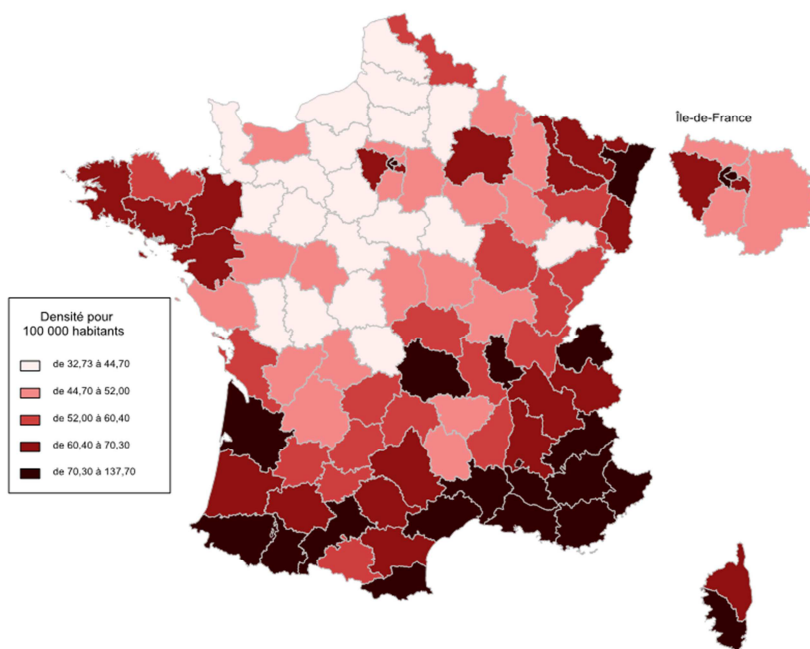 Île-de-France
Densité pour
100 000 habitants
de 32,73 à 44,70
de 44,70 à 52,00
de 52,00 à 60,40
de 60,40 à 70,30
de 70,30 à 137,70